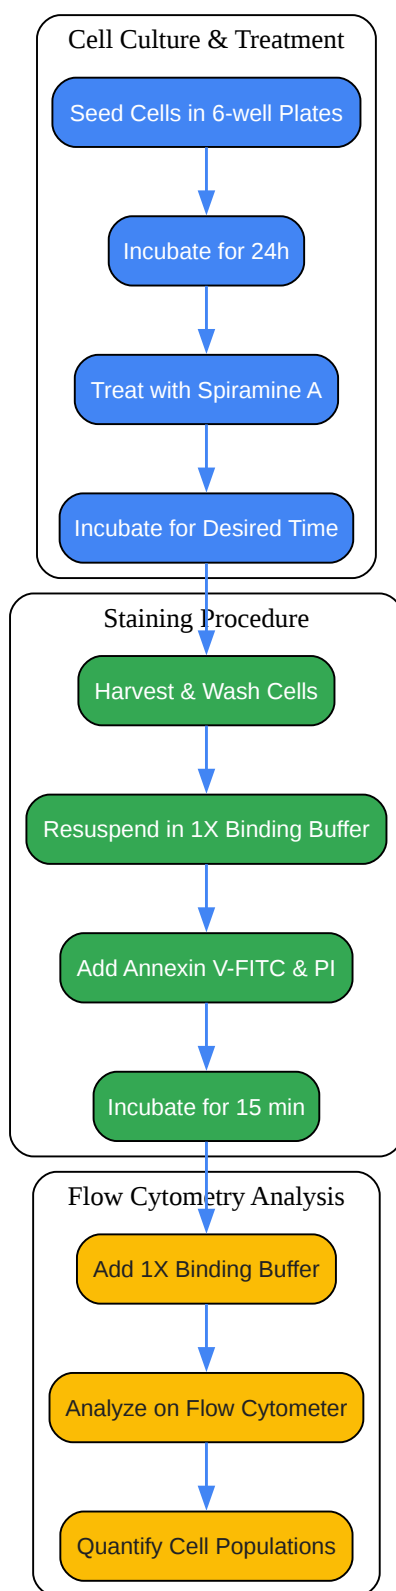 Cell Culture & Treatment
Seed Cells in 6-well Plates
Incubate for 24h
Treat with Spiramine A
Incubate for Desired Time
Staining Procedure
Harvest & Wash Cells
Resuspend in 1X Binding Buffer
Add Annexin V-FITC & PI
Incubate for 15 min
Flow Cytometry Analysis
Add 1X Binding Buffer
Analyze on Flow Cytometer
Quantify Cell Populations